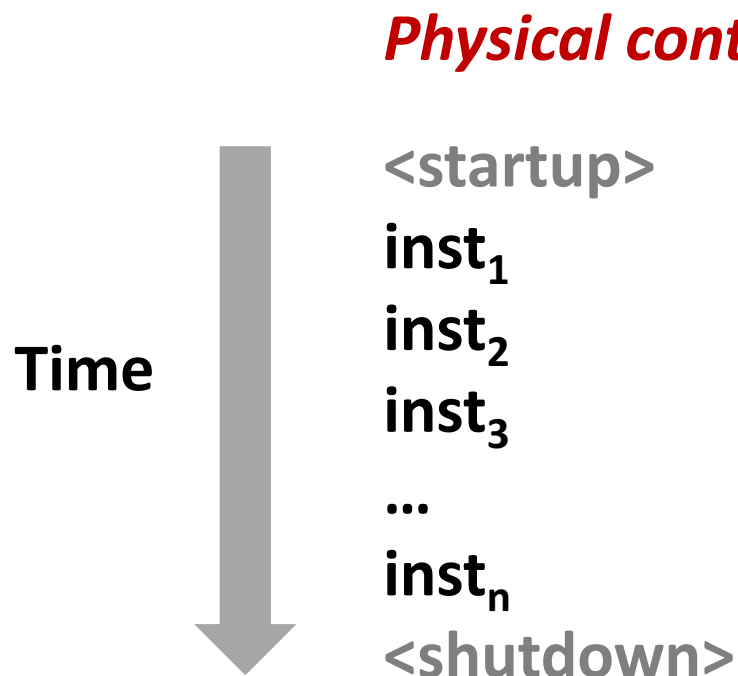 Physical cont
<startup>
inst₁
inst₂
Time
inst₃
...
instₙ
<shutdown>